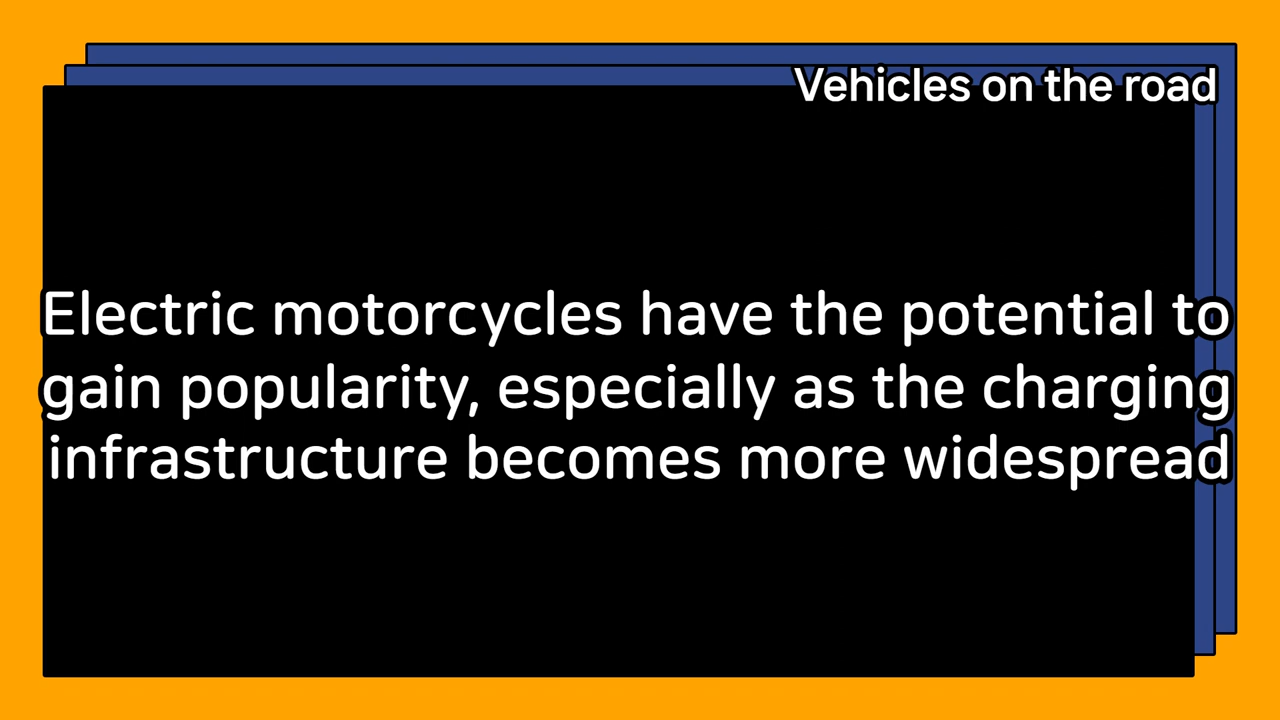 Vehicles on the road
Electric motorcycles have the potential to
gain popularity, especially as the charging
infrastructure becomes more widespread